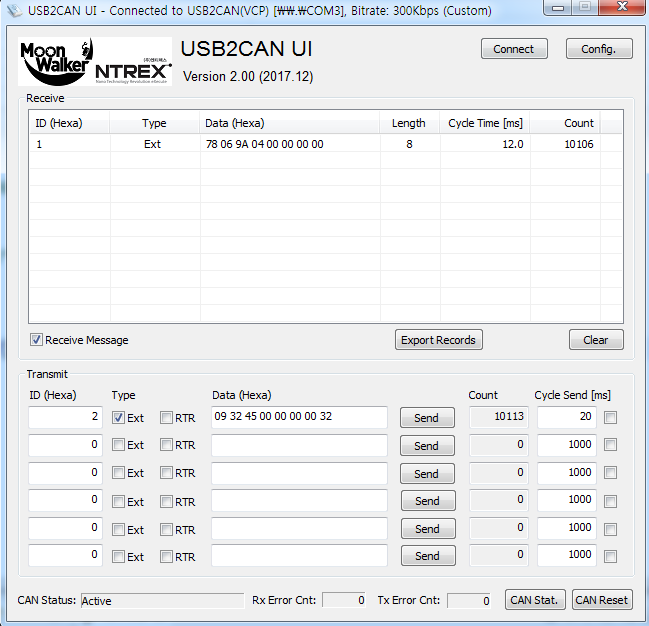 USB2CAN UI - Connected to USB2CAN(VCP) [₩₩.₩COM3], Bitrate: 300Kbps (Custom)
Moon Walker
(주)엔티렉스
NTREX
USB2CAN UI
Version 2.00 (2017.12)
Connect
Config.
Receive
ID (Hexa) Type Data (Hexa) Length Cycle Time [ms] Count
1 Ext 78 06 9A 04 00 00 00 00 8 12.0 10106
Receive Message Export Records Clear
Transmit
ID (Hexa) Type Data (Hexa) Count Cycle Send [ms]
2 Ext RTR 09 32 45 00 00 00 00 32 Send 10113 20
0 Ext RTR Send 0 1000
0 Ext RTR Send 0 1000
0 Ext RTR Send 0 1000
0 Ext RTR Send 0 1000
0 Ext RTR Send 0 1000
CAN Status: Active Rx Error Cnt: 0 Tx Error Cnt: 0 CAN Stat. CAN Reset